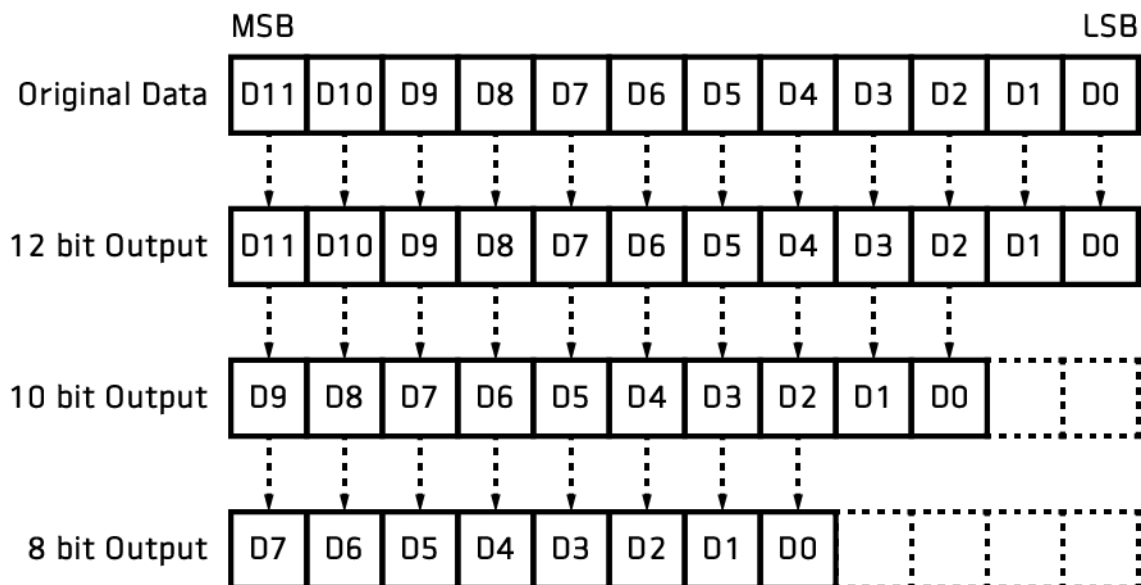 MSB LSB
Original Data D11 D10 D9 D8 D7 D6 D5 D4 D3 D2 D1 D0
12 bit Output D11 D10 D9 D8 D7 D6 D5 D4 D3 D2 D1 D0
10 bit Output D9 D8 D7 D6 D5 D4 D3 D2 D1 D0
8 bit Output D7 D6 D5 D4 D3 D2 D1 D0